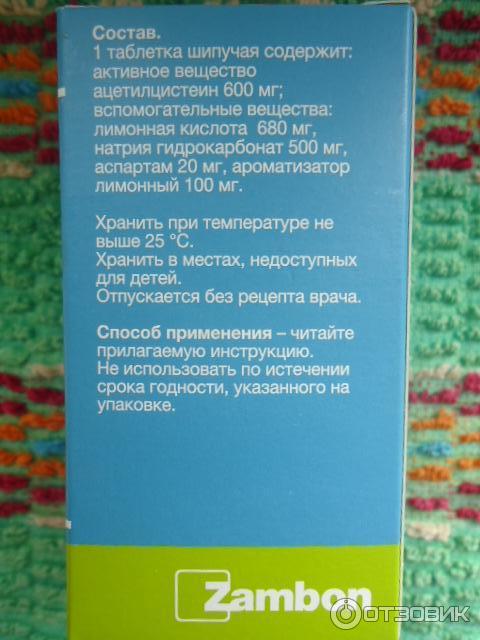 Состав.
1 таблетка шипучая содержит:
активное вещество
ацетилцистеин 600 мг;
вспомогательные вещества:
лимонная кислота 680 мг,
натрия гидрокарбонат 500 мг,
аспартам 20 мг, ароматизатор
лимонный 100 мг.
Хранить при температуре не
выше 25 °С.
Хранить в местах, недоступных
для детей.
Отпускается без рецепта врача.
Способ применения – читайте
прилагаемую инструкцию.
Не использовать по истечении
срока годности, указанного на
упаковке.
Zambon
ОТЗОВИК